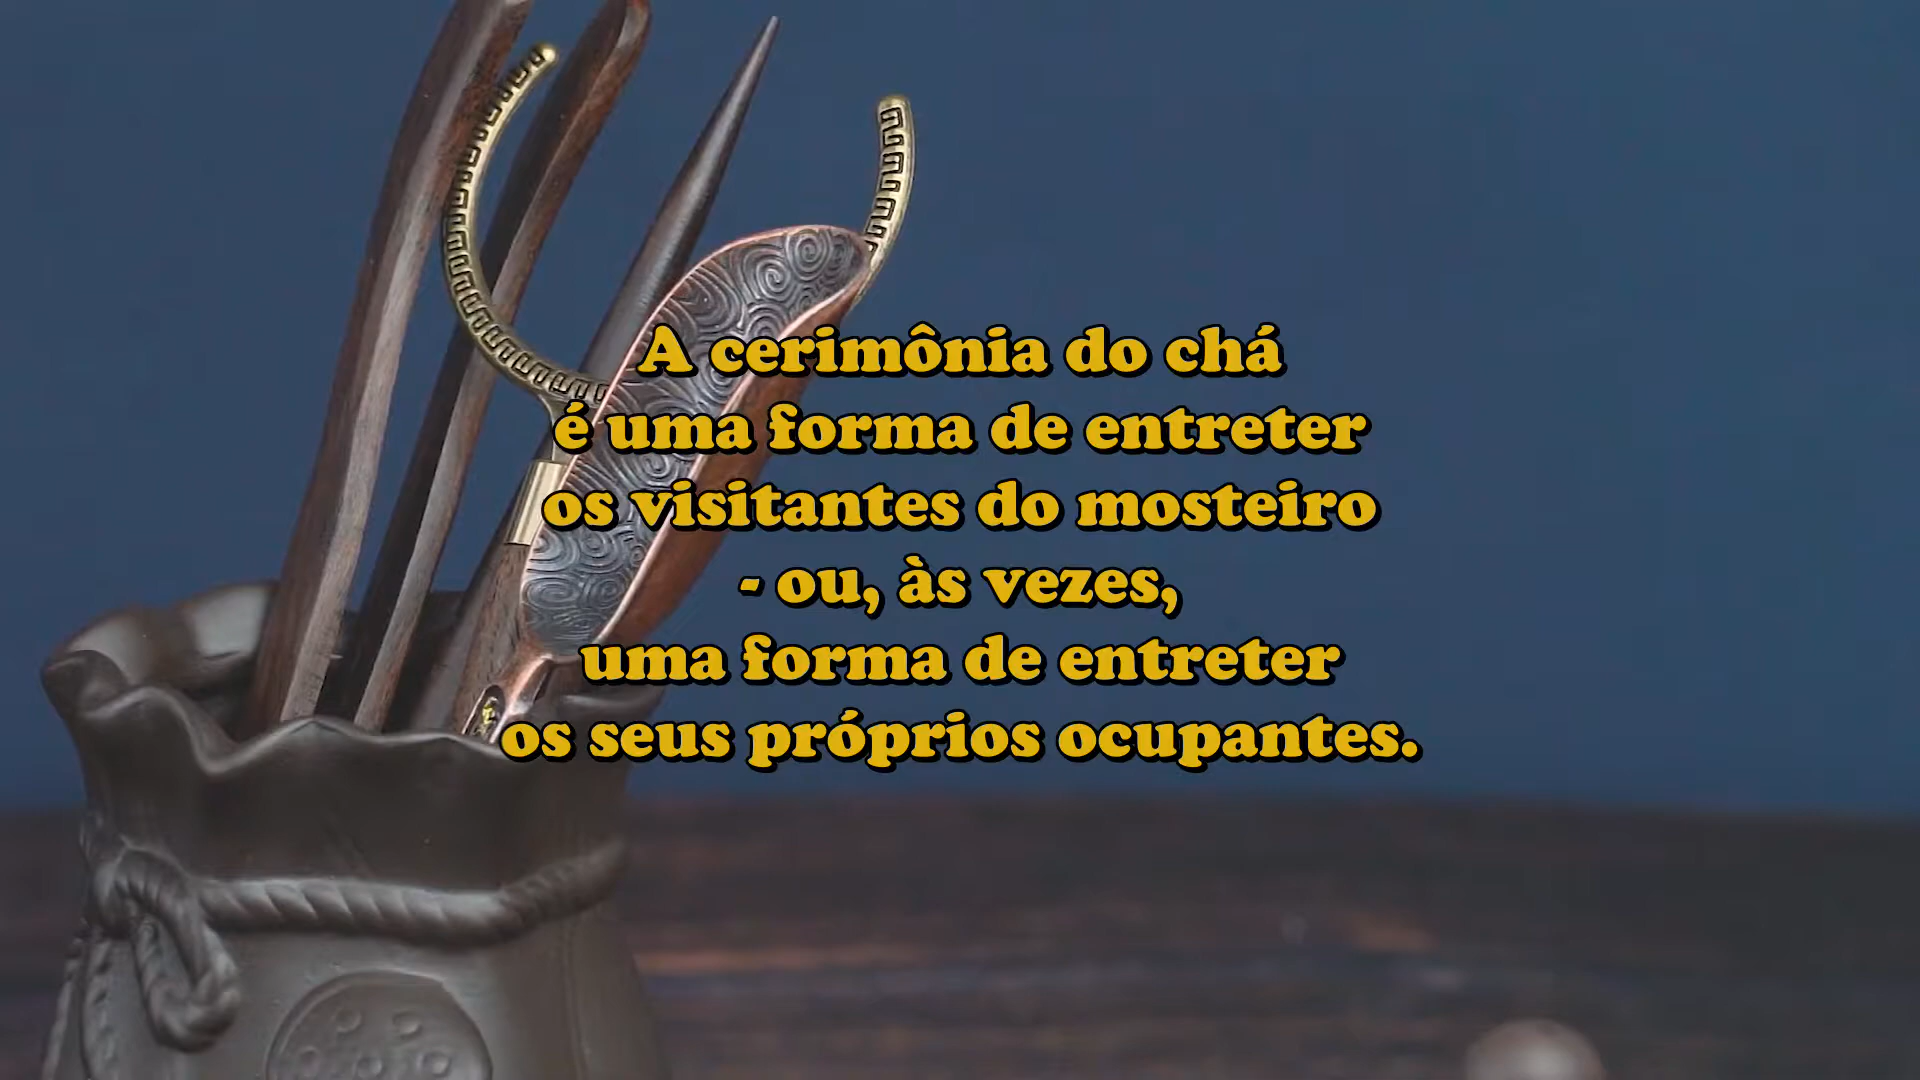 A cerimônia do chá
é uma forma de entreter
os visitantes do mosteiro
- ou, às vezes,
uma forma de entreter
os seus próprios ocupantes.